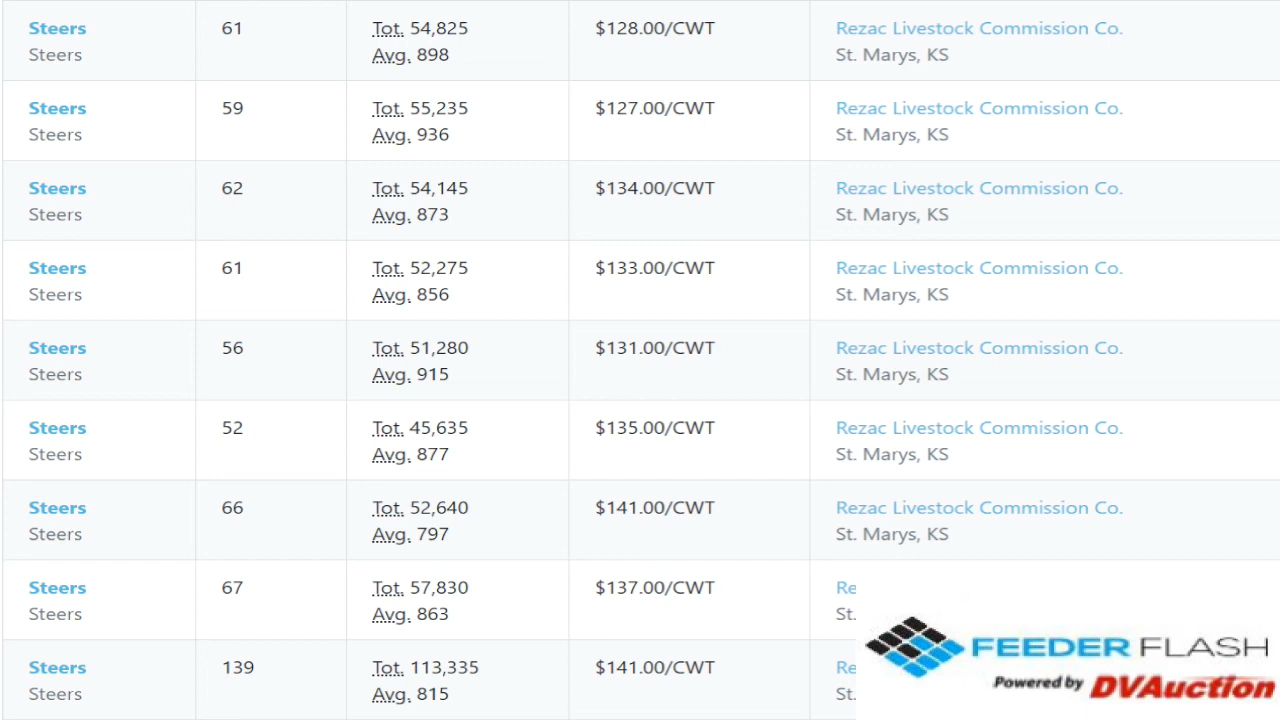 Steers 61 Tot. 54,825 $128.00/CWT Rezac Livestock Commission Co.
Steers Avg. 898 St. Marys, KS
Steers 59 Tot. 55,235 $127.00/CWT Rezac Livestock Commission Co.
Steers Avg. 936 St. Marys, KS
Steers 62 Tot. 54,145 $134.00/CWT Rezac Livestock Commission Co.
Steers Avg. 873 St. Marys, KS
Steers 61 Tot. 52,275 $133.00/CWT Rezac Livestock Commission Co.
Steers Avg. 856 St. Marys, KS
Steers 56 Tot. 51,280 $131.00/CWT Rezac Livestock Commission Co.
Steers Avg. 915 St. Marys, KS
Steers 52 Tot. 45,635 $135.00/CWT Rezac Livestock Commission Co.
Steers Avg. 877 St. Marys, KS
Steers 66 Tot. 52,640 $141.00/CWT Rezac Livestock Commission Co.
Steers Avg. 797 St. Marys, KS
Steers 67 Tot. 57,830 $137.00/CWT Re
Steers Avg. 863 St.
Steers 139 Tot. 113,335 $141.00/CWT Re
Steers Avg. 815 St.
FEEDER FLASH
Powered by DVAuction